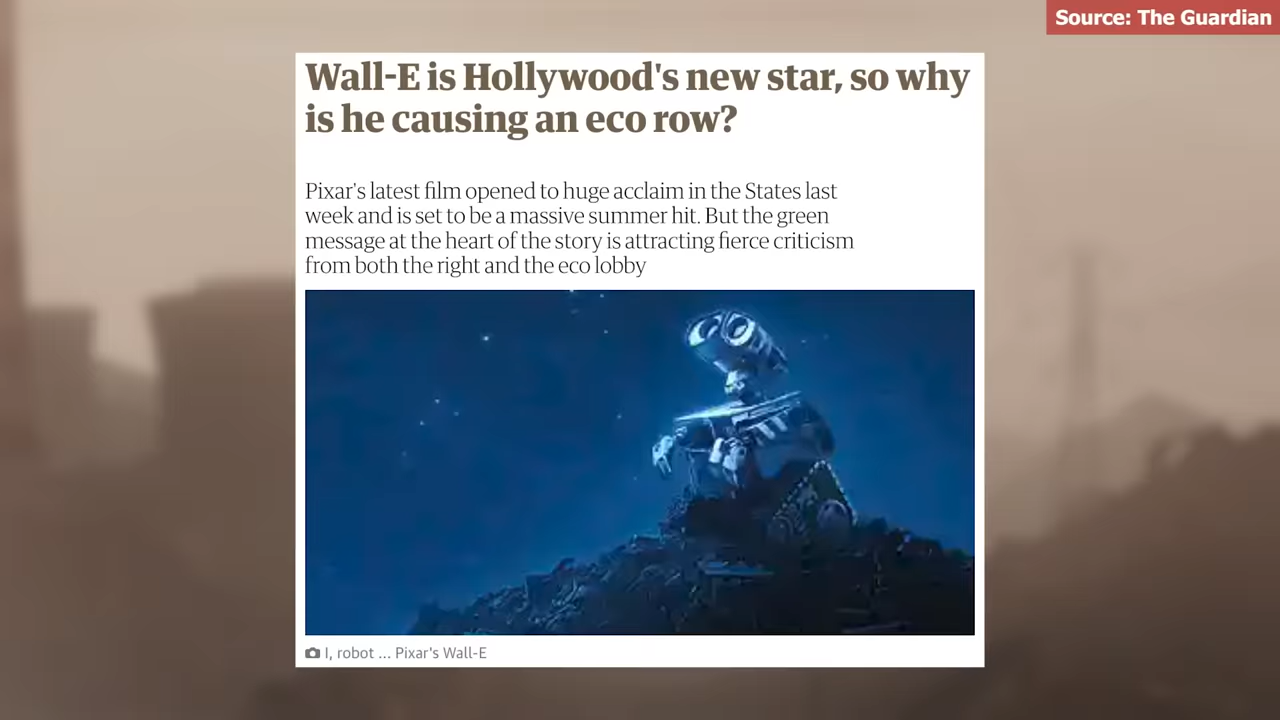 Source: The Guardian
Wall-E is Hollywood's new star, so why
is he causing an eco row?
Pixar's latest film opened to huge acclaim in the States last
week and is set to be a massive summer hit. But the green
message at the heart of the story is attracting fierce criticism
from both the right and the eco lobby
I, robot ... Pixar's Wall-E